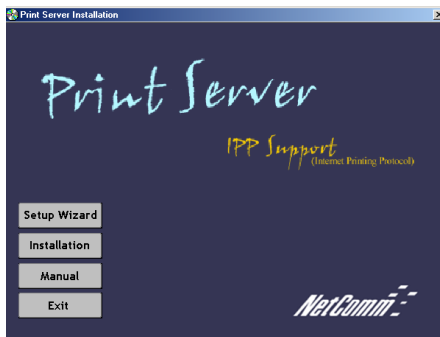 Print Server Installation
Print Server
IPP Support
(Internet Printing Protocol)
Setup Wizard
Installation
Manual
Exit
NetComm